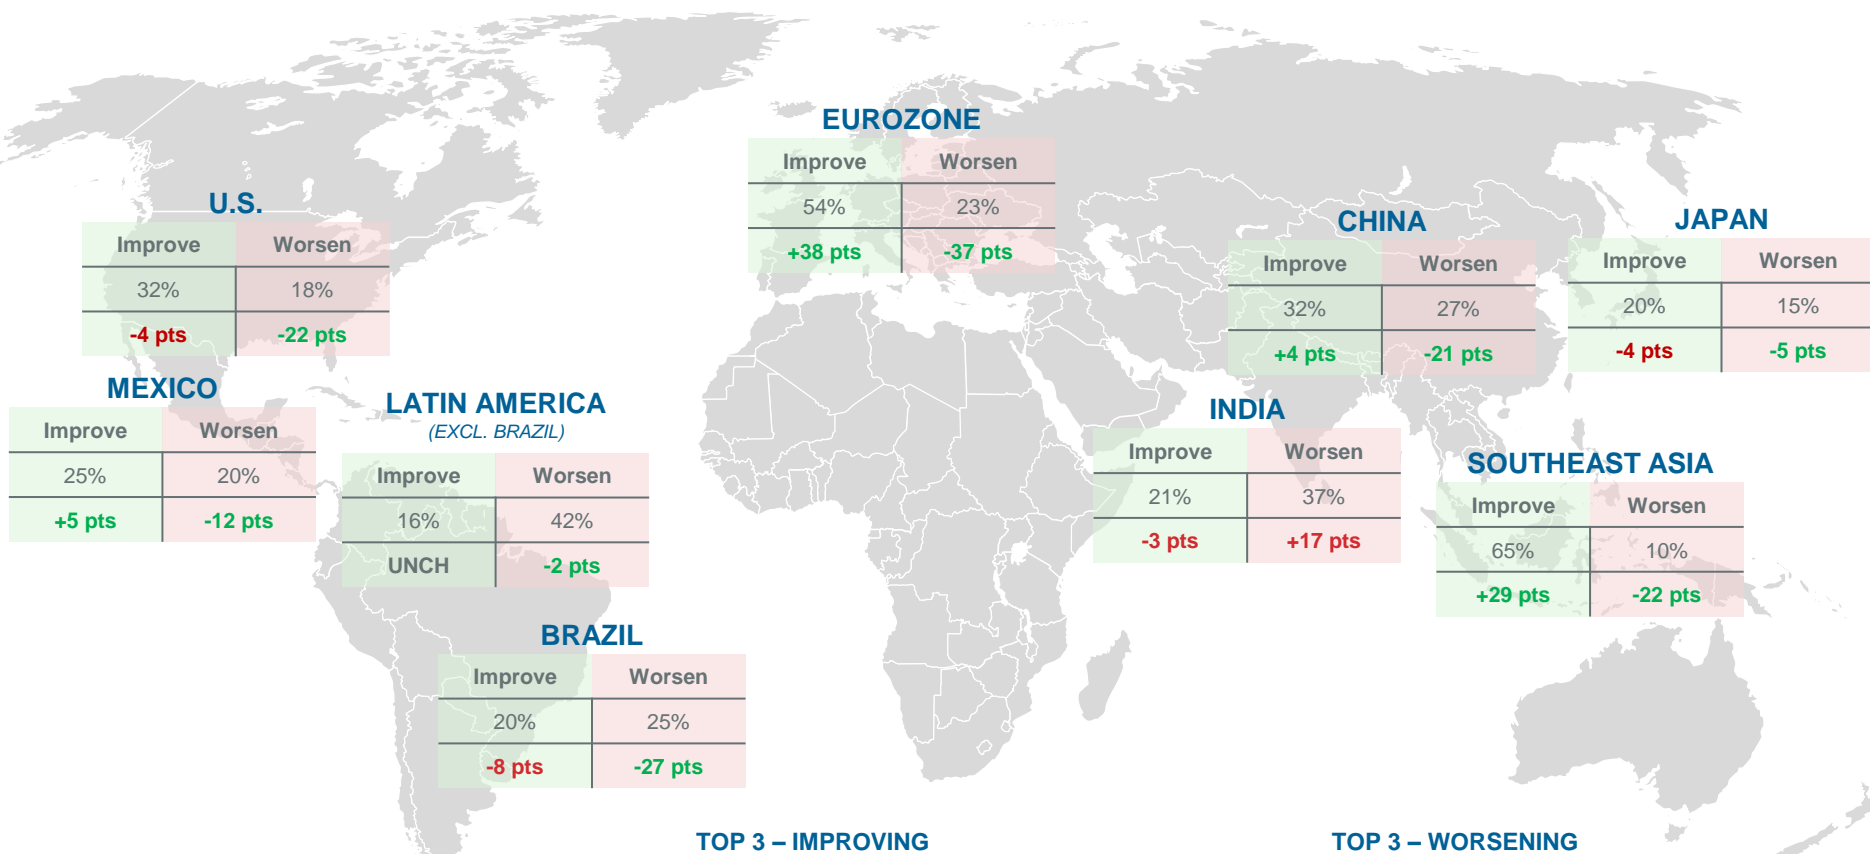 EUROZONE
Improve Worsen
54% 23%
+38 pts -37 pts
U.S.
Improve Worsen
32% 18%
-4 pts -22 pts
CHINA
Improve Worsen
32% 27%
+4 pts -21 pts
JAPAN
Improve Worsen
20% 15%
-4 pts -5 pts
MEXICO
Improve Worsen
25% 20%
+5 pts -12 pts
LATIN AMERICA
(EXCL. BRAZIL)
Improve Worsen
16% 42%
UNCH -2 pts
INDIA
Improve Worsen
21% 37%
-3 pts +17 pts
SOUTHEAST ASIA
Improve Worsen
65% 10%
+29 pts -22 pts
BRAZIL
Improve Worsen
20% 25%
-8 pts -27 pts
TOP 3 – IMPROVING
TOP 3 – WORSENING